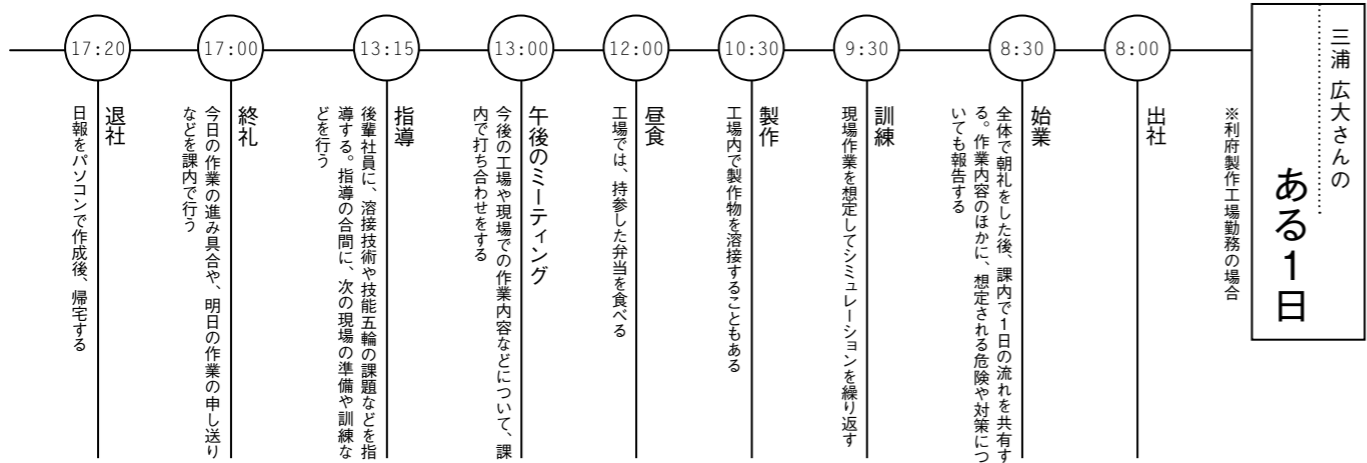 三浦 広大さんの
ある1日
※利府製作工場勤務の場合
8:00
出社
8:30
始業
全体で朝礼をした後、課内で1日の流れを共有す
る。作業内容のほかに、想定される危険や対策につ
いても報告する
9:30
訓練
現場作業を想定してシミュレーションを繰り返す
10:30
製作
工場内で製作物を溶接することもある
12:00
昼食
工場では、持参した弁当を食べる
13:00
午後のミーティング
今後の工場や現場での作業内容などについて、課
内で打ち合わせをする
13:15
指導
後輩社員に、溶接技術や技能五輪の課題などを指
導する。指導の合間に、次の現場の準備や訓練な
どを行う
17:00
終礼
今日の作業の進み具合や、明日の作業の申し送り
などを課内で行う
17:20
退社
日報をパソコンで作成後、帰宅する